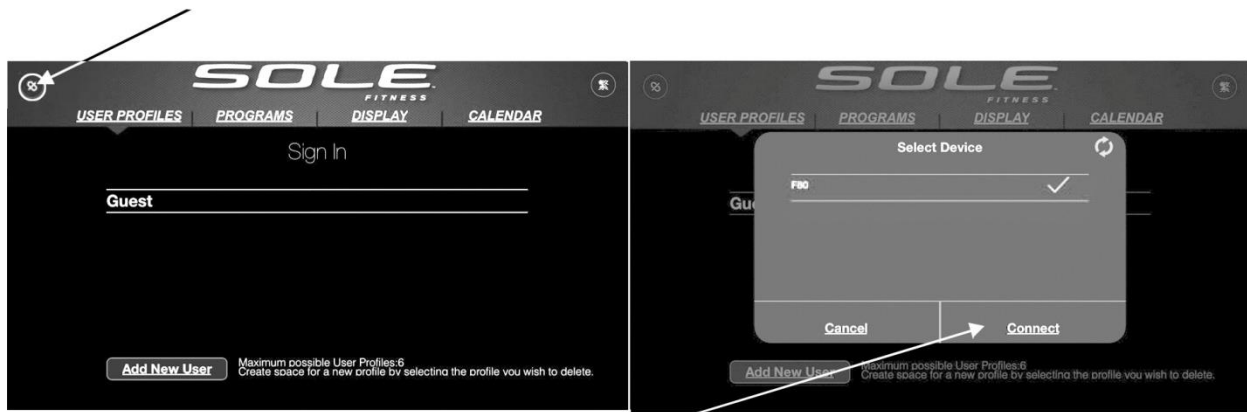 SOLE
FITNESS
USER PROFILES PROGRAMS DISPLAY CALENDAR
Sign In
Guest
Add New User
Maximum possible User Profiles:6
Create space for a new profile by selecting the profile you wish to delete.
SOLE
FITNESS
USER PROFILES PROGRAMS DISPLAY CALENDAR
Select Device
F80
Gu
Cancel Connect
Add New User
Maximum possible User Profiles:6
Create space for a new profile by selecting the profile you wish to delete.